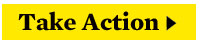 Take Action ▶